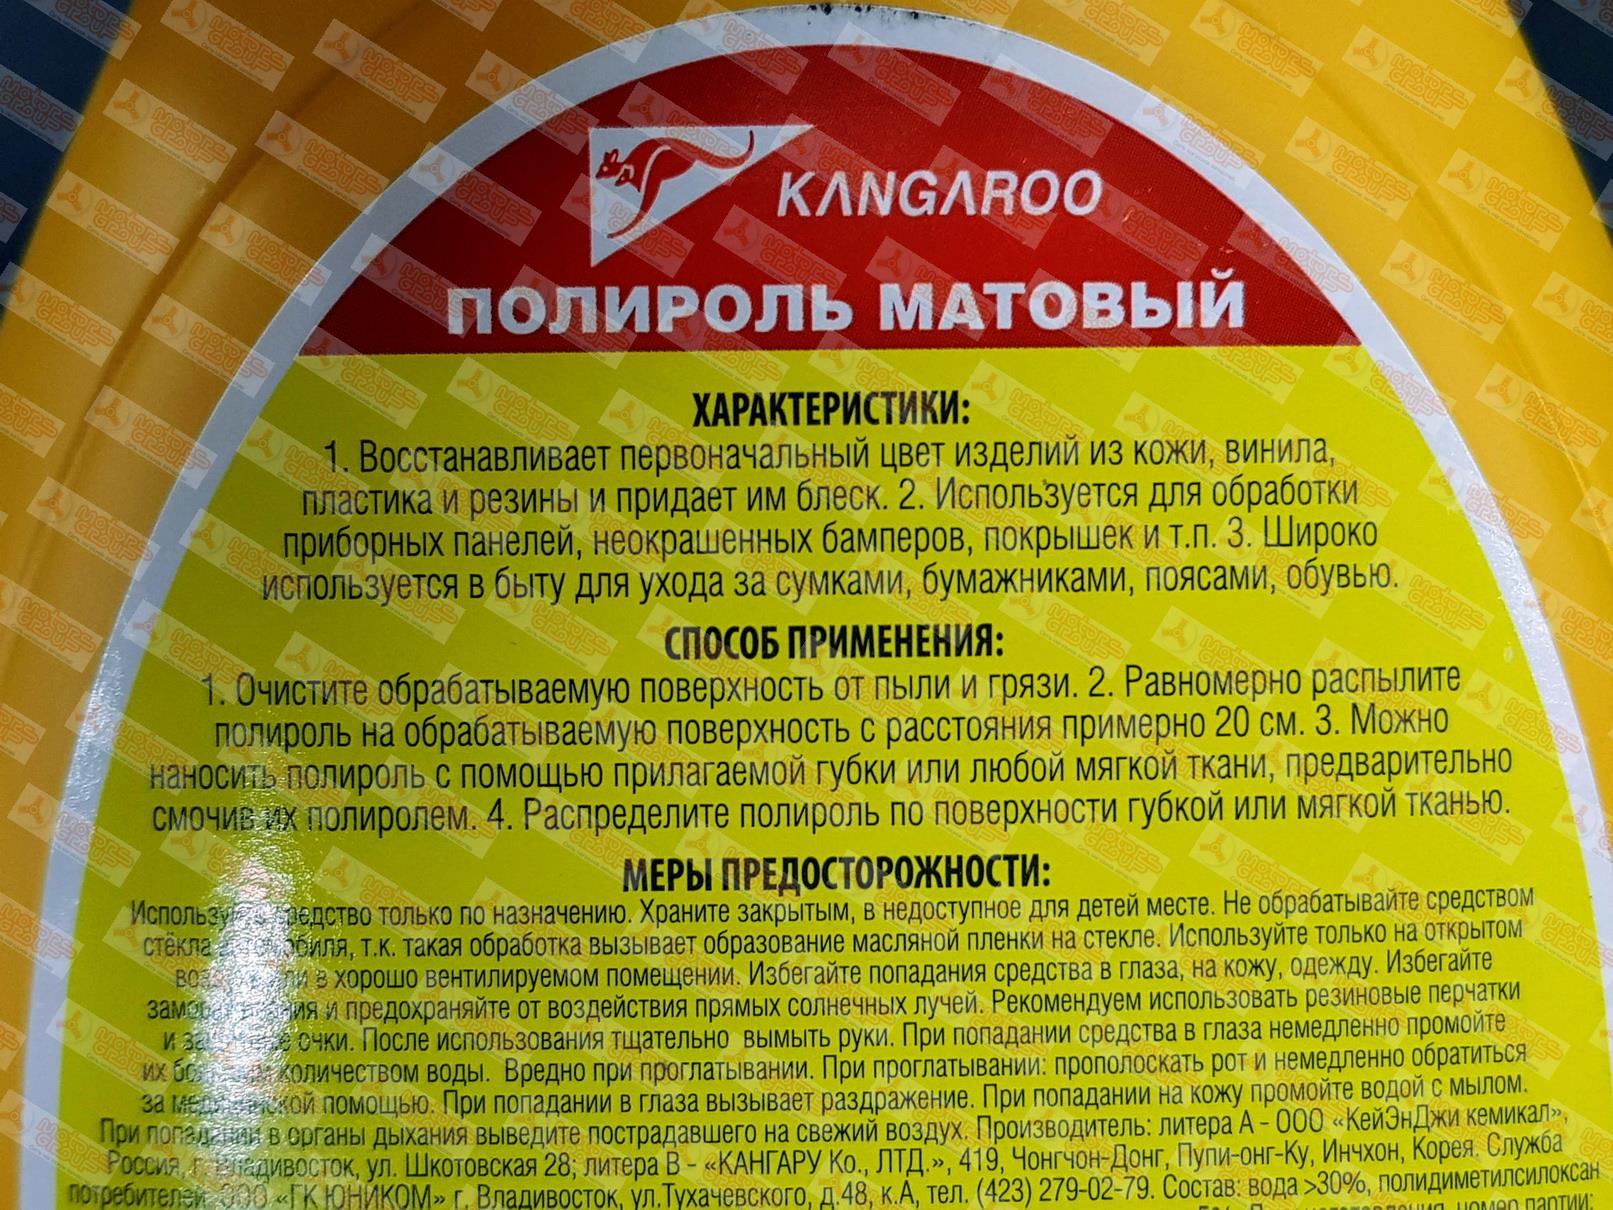 KANGAROO
ПОЛИРОЛЬ МАТОВЫЙ
ХАРАКТЕРИСТИКИ:
1. Восстанавливает первоначальный цвет изделий из кожи, винила,
пластика и резины и придает им блеск. 2. Используется для обработки
приборных панелей, неокрашенных бамперов, покрышек и т.п. 3. Широко
используется в быту для ухода за сумками, бумажниками, поясами, обувью.
СПОСОБ ПРИМЕНЕНИЯ:
1. Очистите обрабатываемую поверхность от пыли и грязи. 2. Равномерно распылите
полироль на обрабатываемую поверхность с расстояния примерно 20 см. 3. Можно
наносить полироль с помощью прилагаемой губки или любой мягкой ткани, предварительно
смочив их полиролем. 4. Распределите полироль по поверхности губкой или мягкой тканью.
МЕРЫ ПРЕДОСТОРОЖНОСТИ:
только по назначению. Храните закрытым, в недоступное для детей месте. Не обрабатывайте средством
стёкла т.к. такая обработка вызывает образование масляной пленки на стекле. Используйте только на открытом
в хорошо вентилируемом помещении. Избегайте попадания средства в глаза, на кожу, одежду. Избегайте
и предохраняйте от воздействия прямых солнечных лучей. Рекомендуем использовать резиновые перчатки
и очки. После использования тщательно вымыть руки. При попадании средства в глаза немедленно промойте
их количеством воды. Вредно при проглатывании. При проглатывании: прополоскать рот и немедленно обратиться
за помощью. При попадании в глаза вызывает раздражение. При попадании на кожу промойте водой с мылом.
При попадании в органы дыхания выведите пострадавшего на свежий воздух. Производитель: литера А - ООО «КейЭнДжи кемикал»,
Россия, г. Владивосток, ул. Шкотовская 28; литера В - «КАНГАРУ Ко., ЛТД.», 419, Чонгчон-Донг, Пупи-онг-Ку, Инчхон, Корея. Служба
потребителей: ООО «ГК ЮНИКОМ» г. Владивосток, ул.Тухачевского, д.48, к.А, тел. (423) 279-02-79. Состав: вода >30%, полидиметилсилоксан
номер партии: